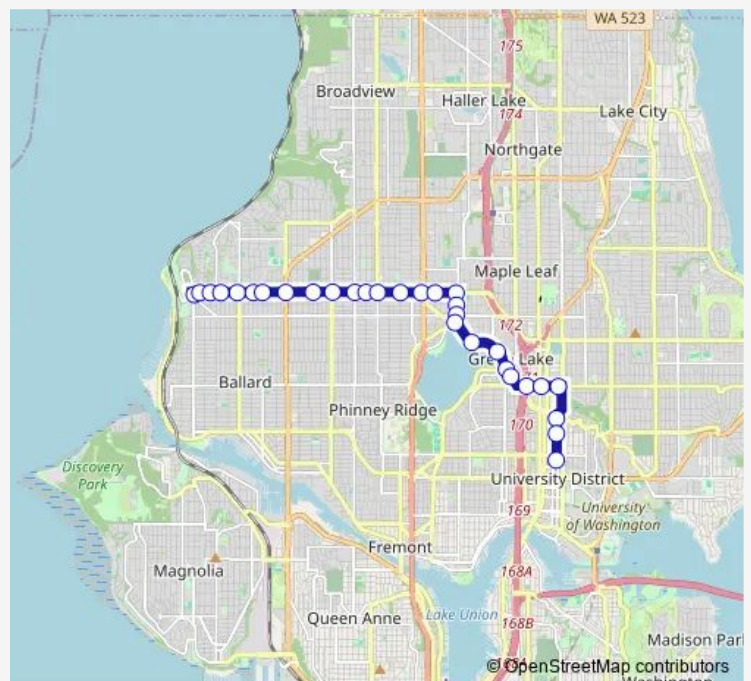 WA 523
175
Broadview
Haller Lake
174
Lake City
Northgate
Maple Leaf
172
Lake
Ballard
Phinney Ridge
170
Discovery
Park
University District
169
University
of Washington
Fremont
Magnolia
168A
Queen Anne
Lake Union
168B
Madison Par
© OpenStreetMap contributors